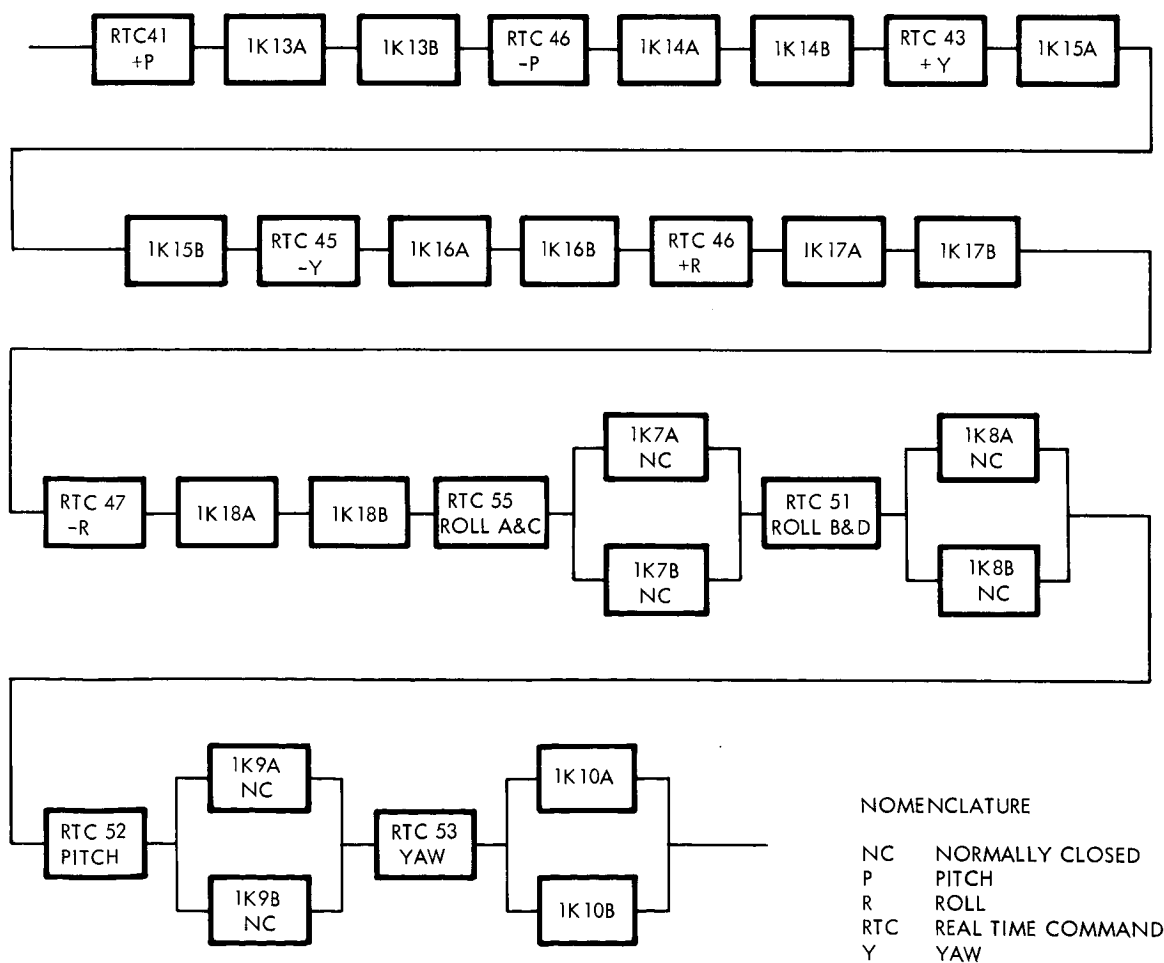 RTC41
+P
1K13A
1K13B
RTC 46
-P
1K14A
1K14B
RTC 43
+ Y
1K15A
1K15B
RTC 45
-Y
1K16A
1K16B
RTC 46
+R
IK17A
1K17B
RTC 47
-R
1K18A
1K18B
RTC 55
ROLL A&C
1K7A
NC
1K7B
NC
RTC 51
ROLL B&D
1K8A
NC
1K8B
NC
RTC 52
PITCH
1K9A
NC
1K9B
NC
RTC 53
YAW
1K10A
1K10B
NOMENCLATURE
NC NORMALLY CLOSED
P PITCH
R ROLL
RTC REAL TIME COMMAND
Y YAW